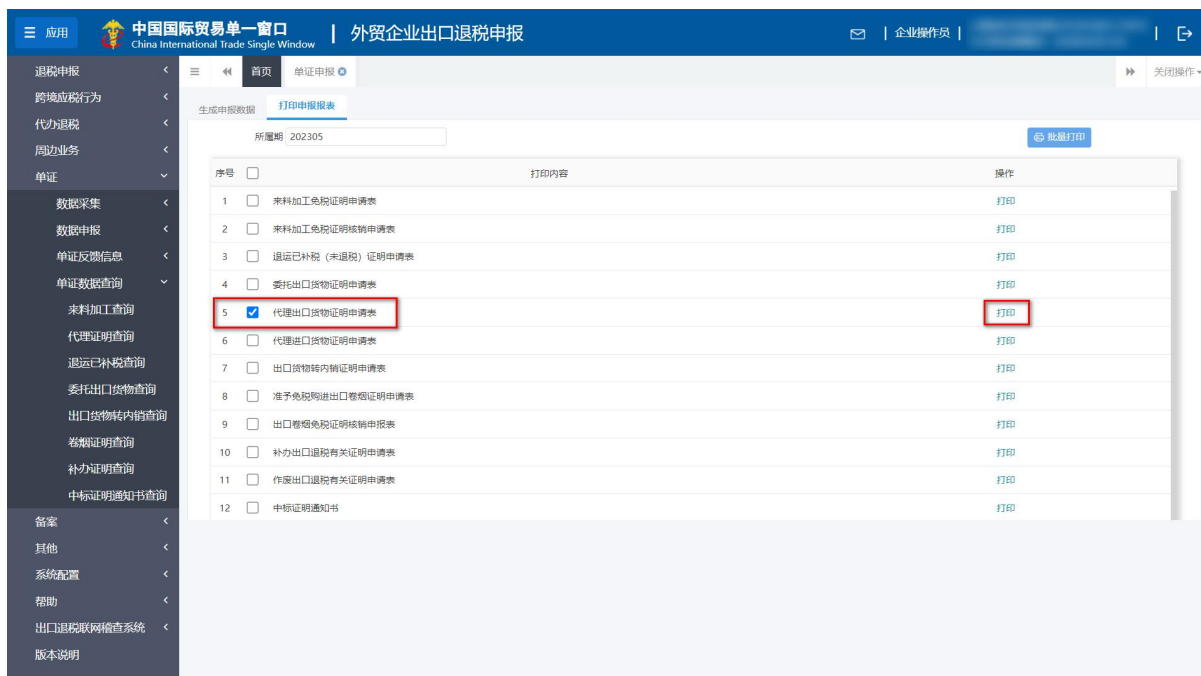 应用
中国国际贸易单一窗口
China International Trade Single Window
外贸企业出口退税申报
企业操作员
退税申报
跨境应税行为
代办退税
周边业务
单证
数据采集
数据申报
单证反馈信息
单证数据查询
来料加工查询
代理证明查询
退运已补税查询
委托出口货物查询
出口货物转内销查询
卷烟证明查询
补办证明查询
中标证明通知书查询
备案
其他
系统配置
帮助
出口退税联网稽查系统
版本说明
首页 单证申报 关闭操作
生成申报数据 打印申报报表
所属期 202305 批量打印
序号 打印内容 操作
1 来料加工免税证明申请表 打印
2 来料加工免税证明核销申请表 打印
3 退运已补税（未退税）证明申请表 打印
4 委托出口货物证明申请表 打印
5 代理出口货物证明申请表 打印
6 代理进口货物证明申请表 打印
7 出口货物转内销证明申请表 打印
8 准予免税购进出口卷烟证明申请表 打印
9 出口卷烟免税证明核销申报表 打印
10 补办出口退税有关证明申请表 打印
11 作废出口退税有关证明申请表 打印
12 中标证明通知书 打印